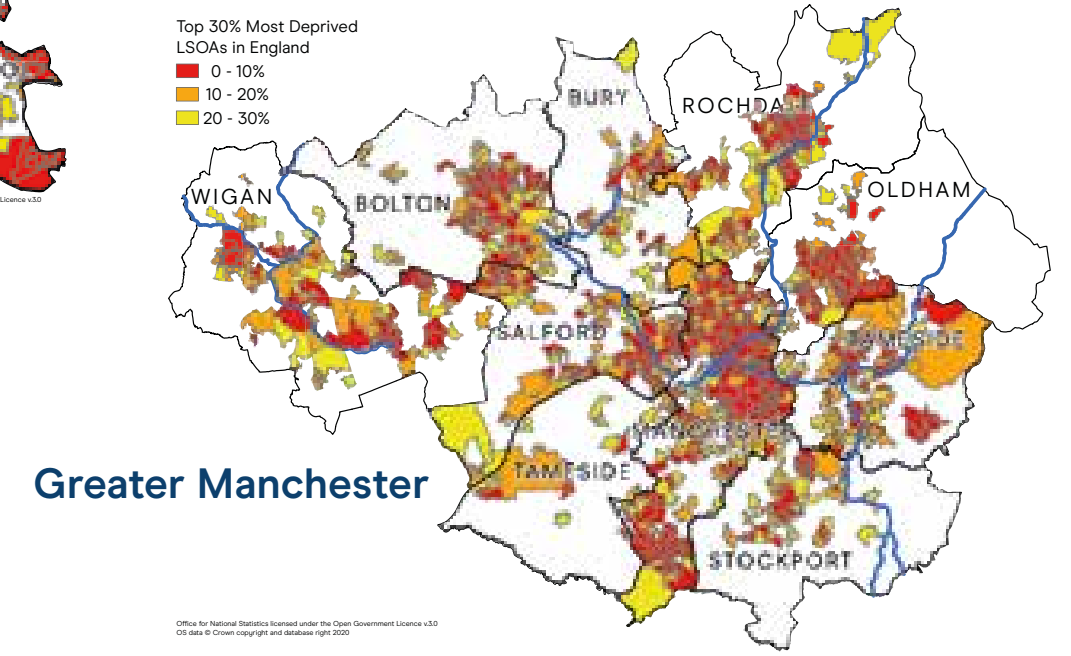 Top 30% Most Deprived
LSOAs in England
0 - 10%
10 - 20%
20 - 30%
Licence v.3.0
BURY
ROCHDA
WIGAN
BOLTON
OLDHAM
SALFORD
TAMESIDE
MANCHESTER
TAMESIDE
STOCKPORT
Greater Manchester
Office for National Statistics licensed under the Open Government Licence v.3.0
OS data © Crown copyright and database right 2020